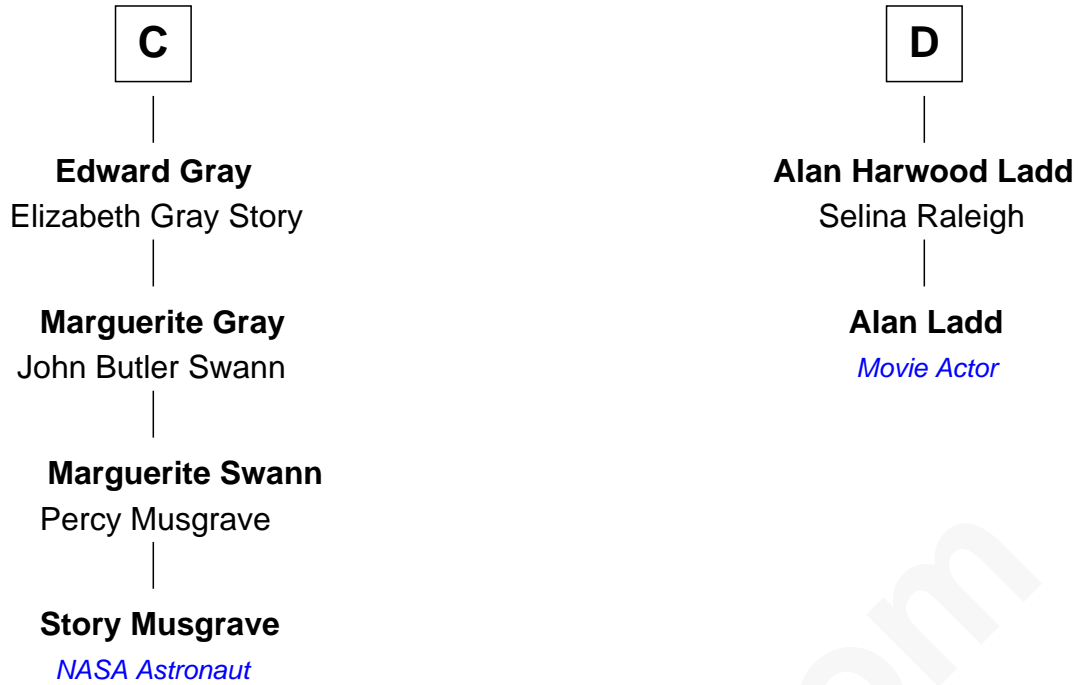 C
Edward Gray
Elizabeth Gray Story
Marguerite Gray
John Butler Swann
Marguerite Swann
Percy Musgrave
Story Musgrave
NASA Astronaut
D
Alan Harwood Ladd
Selina Raleigh
Alan Ladd
Movie Actor
om